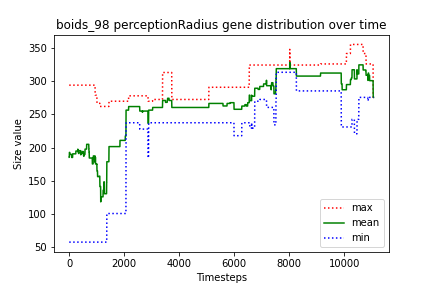 boids_98 perceptionRadius gene distribution over time
350
300
250
200
150
100
50
Size value
max
mean
min
0
2000
4000
6000
8000
10000
Timesteps